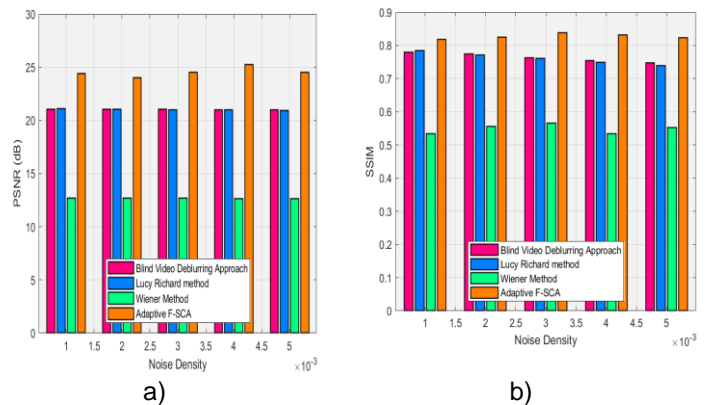 30
25
20
15
10
5
0
PSNR (dB)
Blind Video Deblurring Approach
Lucy Richard method
Wiener Method
Adaptive F-SCA
1 1.5 2 2.5 3 3.5 4 4.5 5
Noise Density
×10⁻³
a)
0.9
0.8
0.7
0.6
0.5
0.4
0.3
0.2
0.1
0
SSIM
Blind Video Deblurring Approach
Lucy Richard method
Wiener Method
Adaptive F-SCA
1 1.5 2 2.5 3 3.5 4 4.5 5
Noise Density
×10⁻³
b)